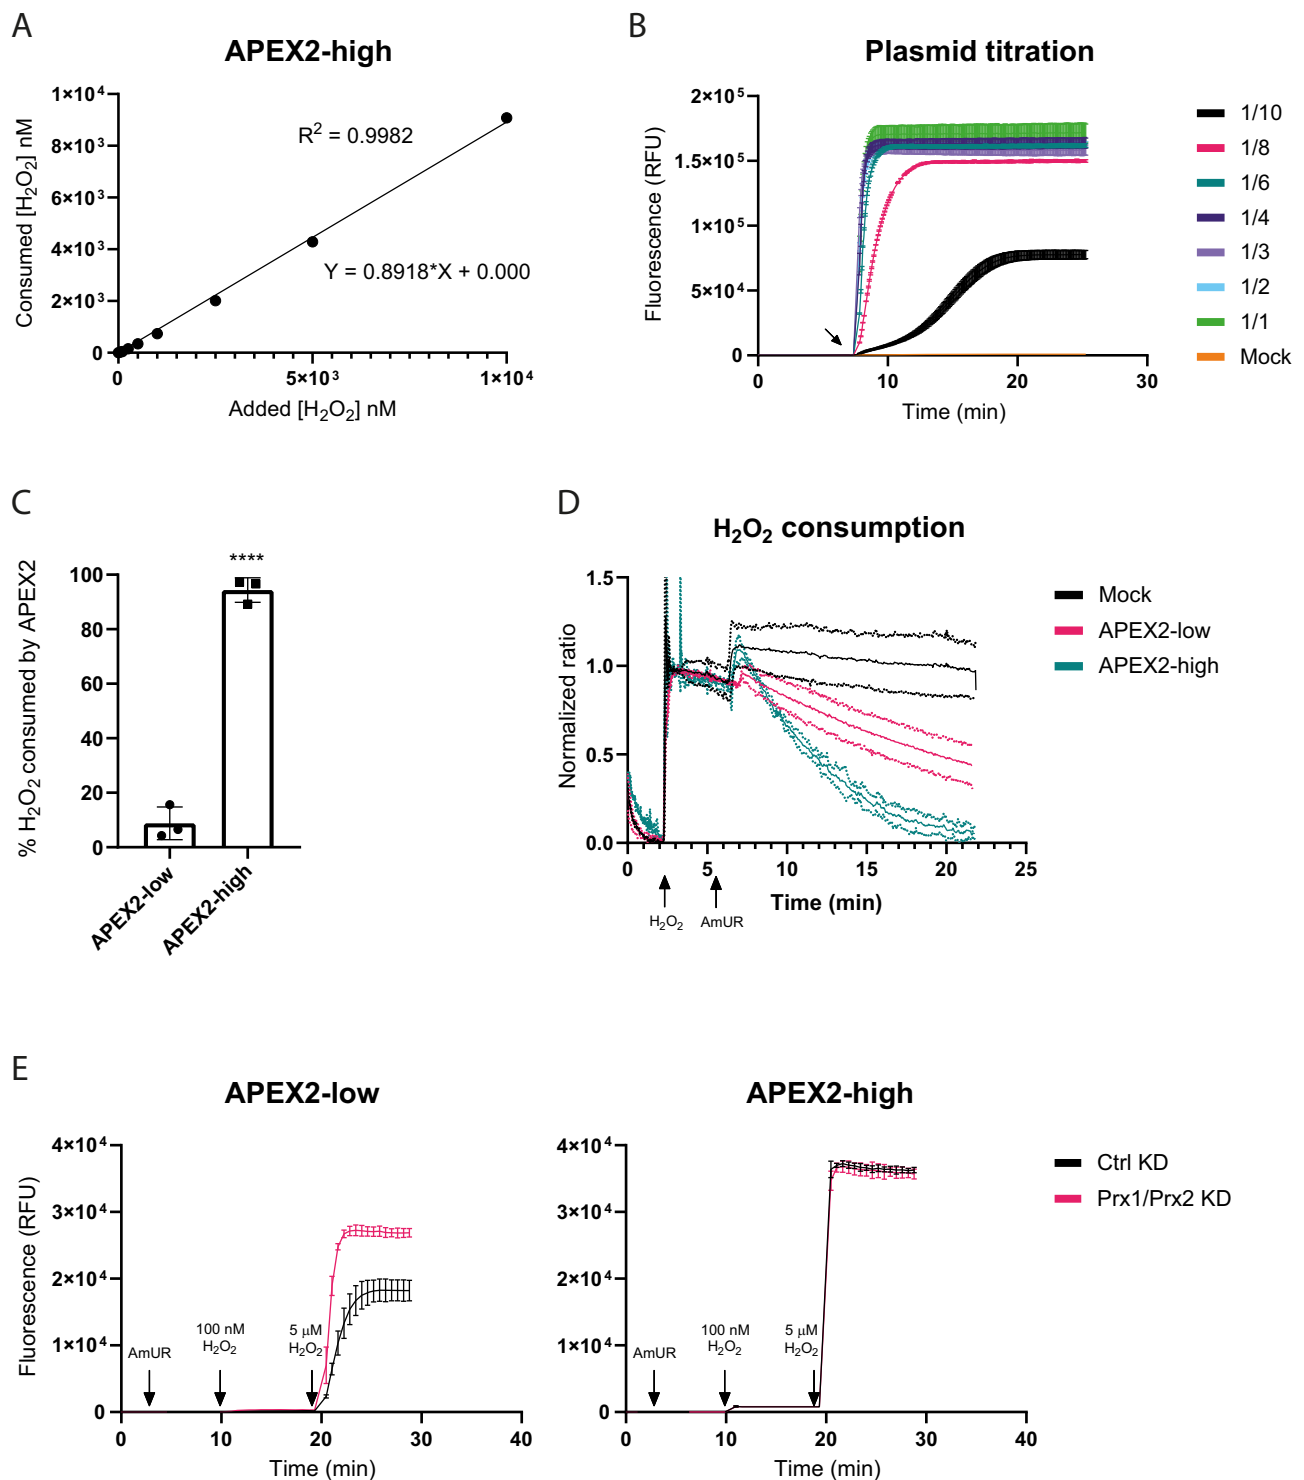 A
APEX2-high
Consumed [H₂O₂] nM
1×10⁴
8×10³
6×10³
4×10³
2×10³
0
R² = 0.9982
Y = 0.8918*X + 0.000
0
5×10³
1×10⁴
Added [H₂O₂] nM
B
Plasmid titration
Fluorescence (RFU)
2×10⁵
1.5×10⁵
1×10⁵
5×10⁴
0
0
10
20
30
Time (min)
1/10
1/8
1/6
1/4
1/3
1/2
1/1
Mock
C
% H₂O₂ consumed by APEX2
100
80
60
40
20
0
****
APEX2-low
APEX2-high
D
H₂O₂ consumption
Normalized ratio
1.5
1.0
0.5
0.0
0
5
10
15
20
25
Time (min)
H₂O₂
AmUR
Mock
APEX2-low
APEX2-high
E
APEX2-low
Fluorescence (RFU)
4×10⁴
3×10⁴
2×10⁴
1×10⁴
0
AmUR
100 nM
H₂O₂
5 μM
H₂O₂
0
10
20
30
40
Time (min)
APEX2-high
4×10⁴
3×10⁴
2×10⁴
1×10⁴
0
AmUR
100 nM
H₂O₂
5 μM
H₂O₂
0
10
20
30
40
Time (min)
Ctrl KD
Prx1/Prx2 KD